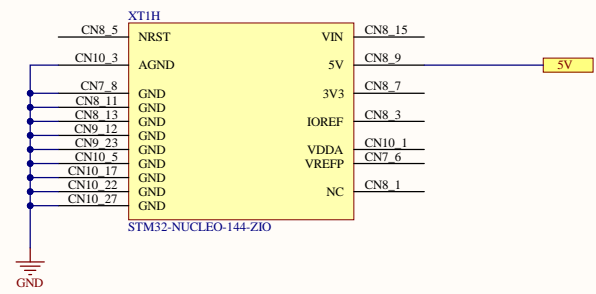 XT1H
CN8_5 NRST VIN CN8_15
CN10_3 AGND 5V CN8_9 5V
CN7_8 GND 3V3 CN8_7
CN8_11 GND
CN8_13 GND IOREF CN8_3
CN9_12 GND
CN9_23 GND VDDA CN10_1
CN10_5 GND VREFP CN7_6
CN10_17 GND
CN10_22 GND NC CN8_1
CN10_27 GND
STM32-NUCLEO-144-ZIO
GND